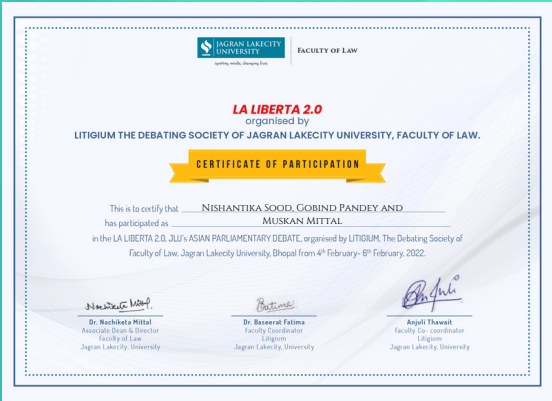 JAGRAN LAKECITY
UNIVERSITY
igniting minds, changing lives
FACULTY OF LAW
LA LIBERTA 2.0
organised by
LITIGIUM THE DEBATING SOCIETY OF JAGRAN LAKECITY UNIVERSITY, FACULTY OF LAW.
CERTIFICATE OF PARTICIPATION
This is to certify that NISHANTIKA SOOD, GOBIND PANDEY AND
has participated as MUSKAN MITTAL
in the LA LIBERTA 2.0, JLU's ASIAN PARLIAMENTARY DEBATE, organised by LITIGIUM, The Debating Society of
Faculty of Law, Jagran Lakecity University, Bhopal from 4th February- 6th February, 2022.
Nachiketa Mittal. Batima. Anjuli
Dr. Nachiketa Mittal Dr. Baseerat Fatima Anjuli Thawait
Associate Dean & Director Faculty Coordinator Faculty Co- coordinator
Faculty of Law Litigium Litigium
Jagran Lakecity. University Jagran Lakecity, University Jagran Lakecity, University